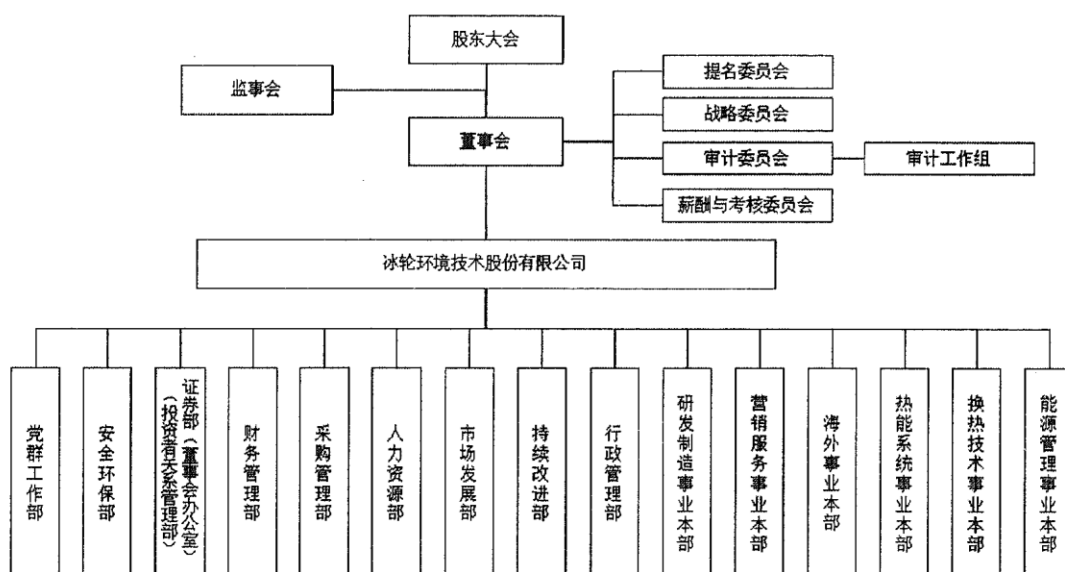 股东大会
监事会
董事会
提名委员会
战略委员会
审计委员会
审计工作组
薪酬与考核委员会
冰轮环境技术股份有限公司
党群工作部
安全环保部
证券部（董事会办公室）
（投资者关系管理部）
财务管理部
采购管理部
人力资源部
市场发展部
持续改进部
行政管理部
研发制造事业本部
营销服务事业本部
海外事业本部
热能系统事业本部
换热技术事业本部
能源管理事业本部